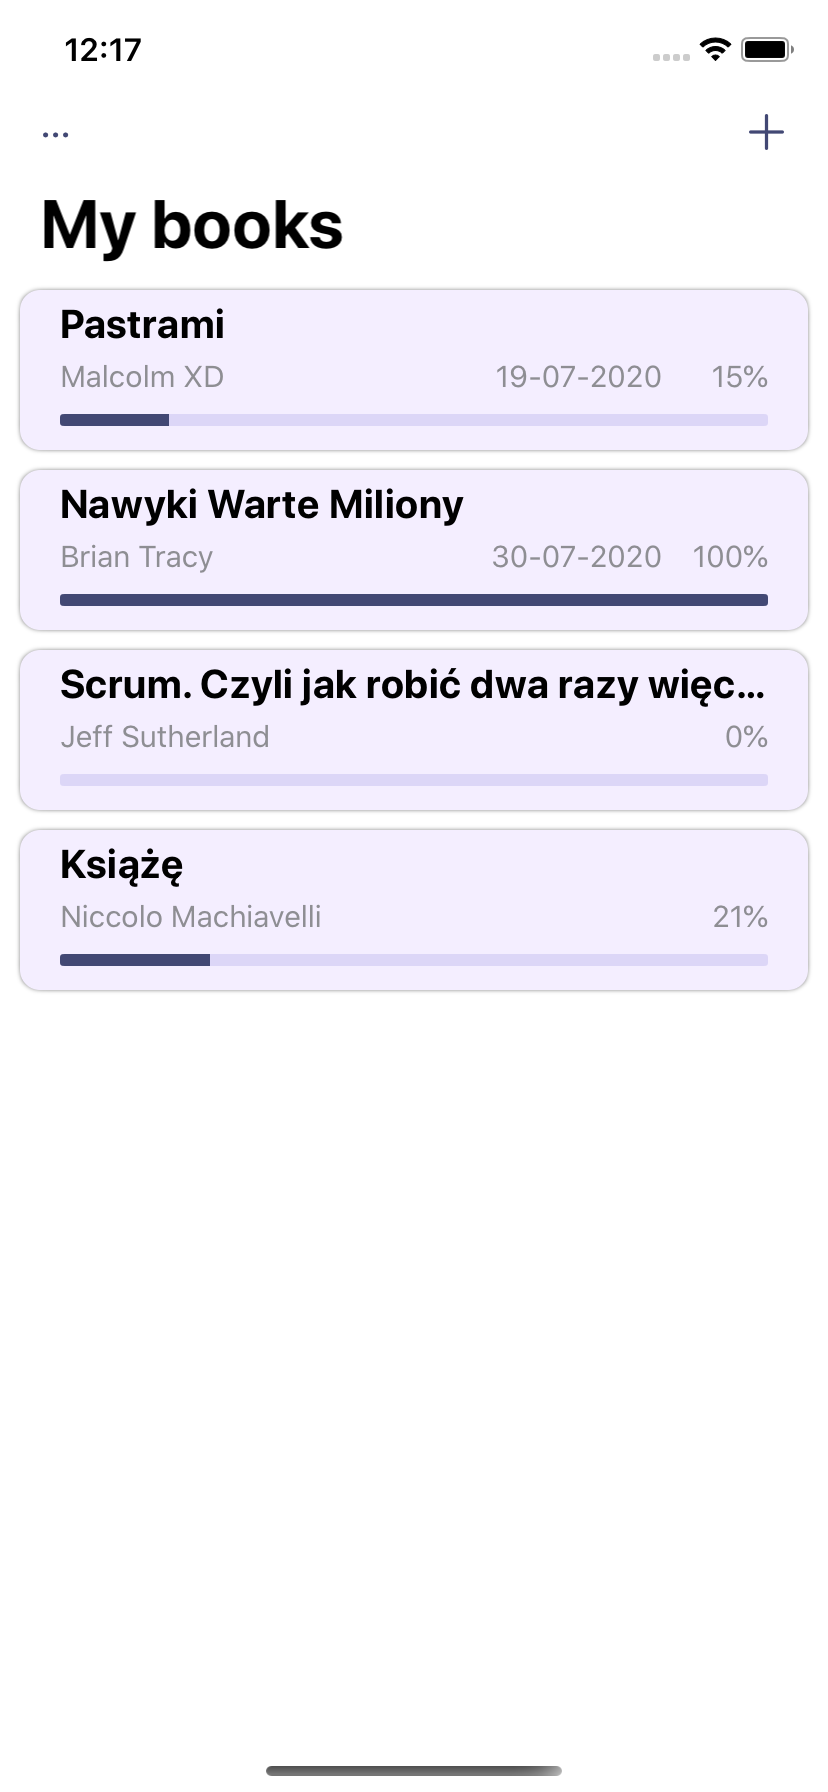 12:17
...
My books
Pastrami
Malcolm XD 19-07-2020 15%
Nawyki Warte Miliony
Brian Tracy 30-07-2020 100%
Scrum. Czyli jak robić dwa razy więc...
Jeff Sutherland 0%
Książę
Niccolo Machiavelli 21%